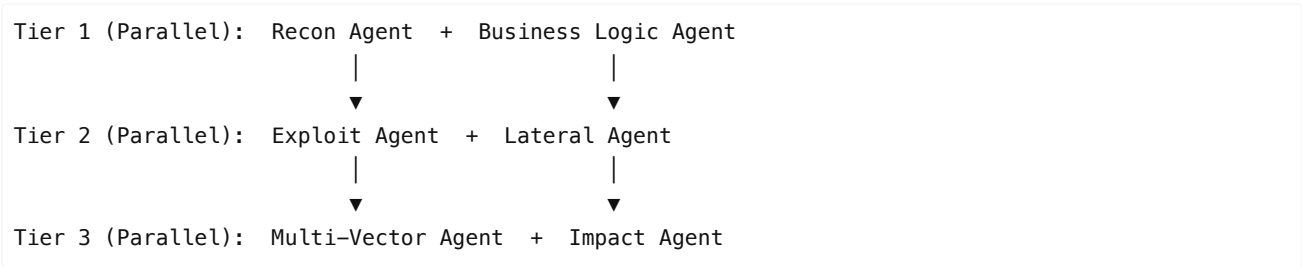 Tier 1 (Parallel):  Recon Agent  +  Business Logic Agent
Tier 2 (Parallel):  Exploit Agent  +  Lateral Agent
Tier 3 (Parallel):  Multi-Vector Agent  +  Impact Agent